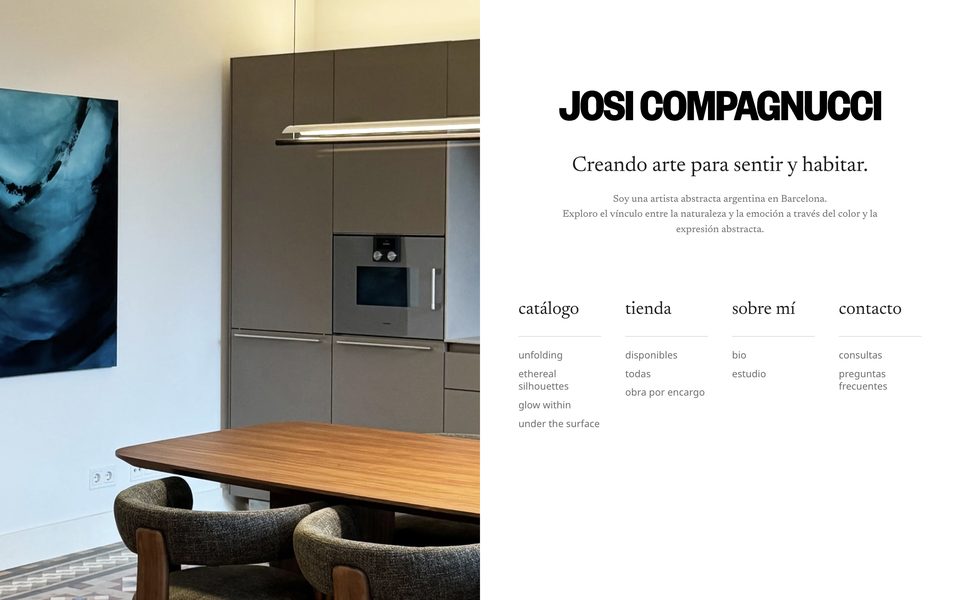 JOSI COMPAGNUCCI
Creando arte para sentir y habitar.
Soy una artista abstracta argentina en Barcelona.
Exploro el vínculo entre la naturaleza y la emoción a través del color y la
expresión abstracta.
catálogo
unfolding
ethereal
silhouettes
glow within
under the surface
tienda
disponibles
todas
obra por encargo
sobre mí
bio
estudio
contacto
consultas
preguntas
frecuentes